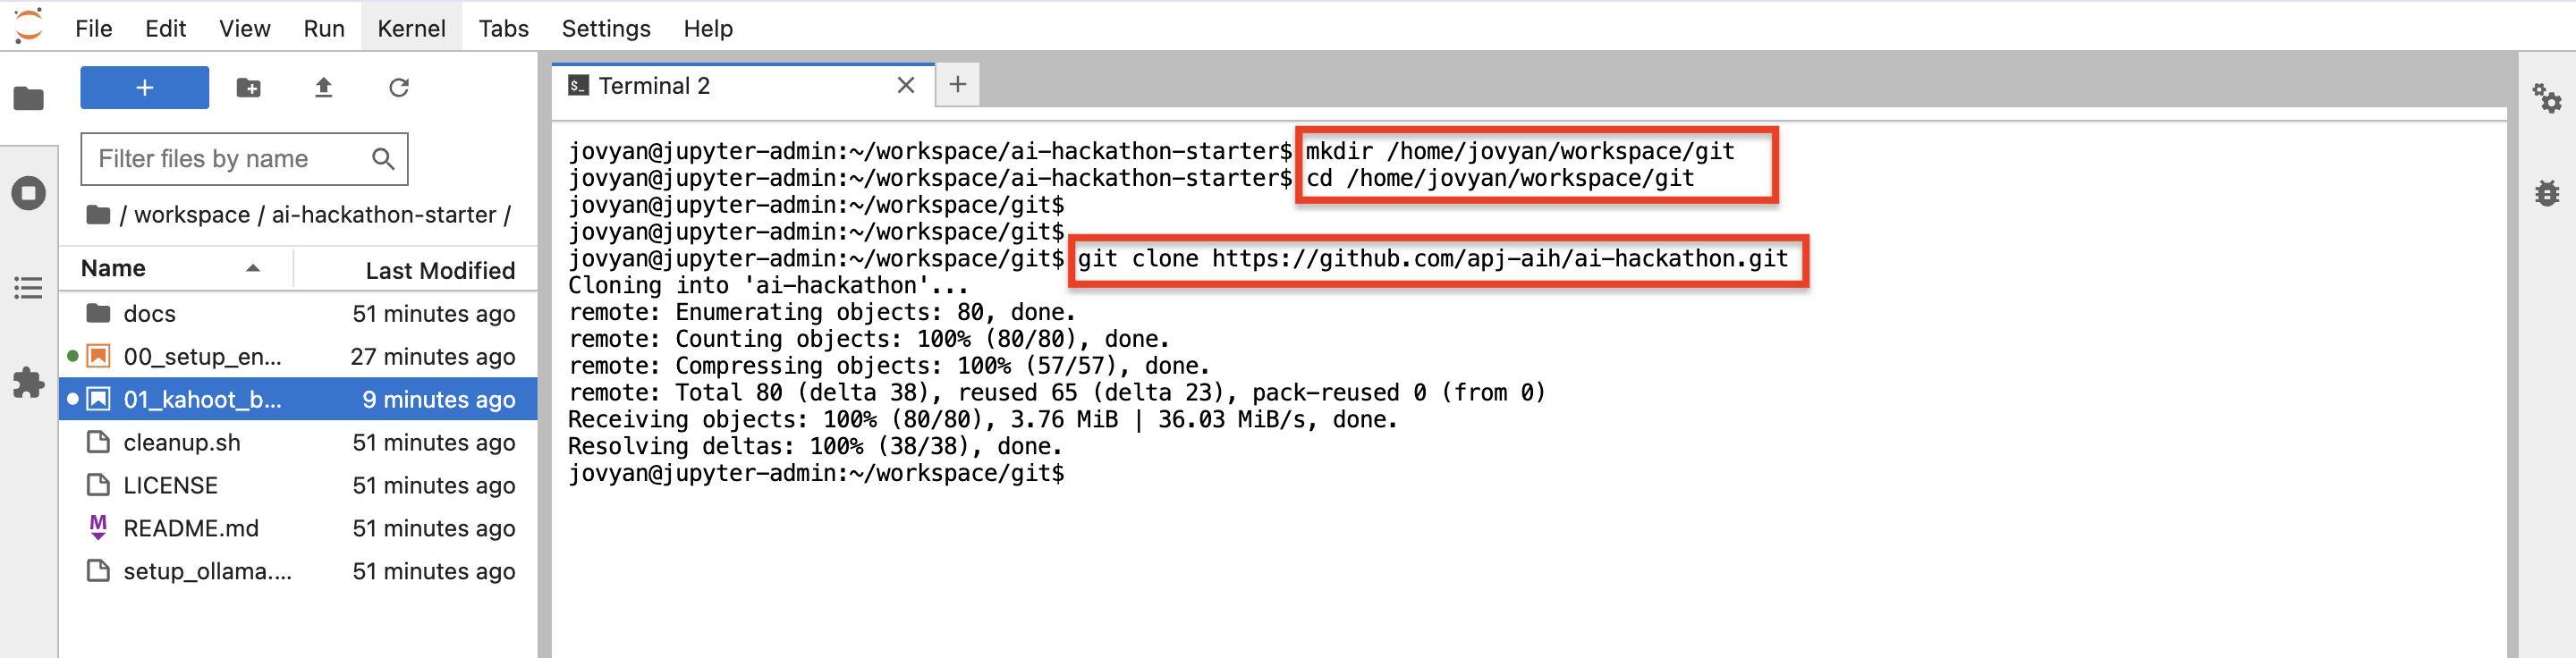 File Edit View Run Kernel Tabs Settings Help
Terminal 2
Filter files by name
/ workspace / ai-hackathon-starter /
Name Last Modified
docs 51 minutes ago
00_setup_en... 27 minutes ago
01_kahoot_b... 9 minutes ago
cleanup.sh 51 minutes ago
LICENSE 51 minutes ago
README.md 51 minutes ago
setup_ollama.... 51 minutes ago
jovyan@jupyter-admin:~/workspace/ai-hackathon-starter$ mkdir /home/jovyan/workspace/git
jovyan@jupyter-admin:~/workspace/ai-hackathon-starter$ cd /home/jovyan/workspace/git
jovyan@jupyter-admin:~/workspace/git$
jovyan@jupyter-admin:~/workspace/git$
jovyan@jupyter-admin:~/workspace/git$ git clone https://github.com/apj-aih/ai-hackathon.git
Cloning into 'ai-hackathon'...
remote: Enumerating objects: 80, done.
remote: Counting objects: 100% (80/80), done.
remote: Compressing objects: 100% (57/57), done.
remote: Total 80 (delta 38), reused 65 (delta 23), pack-reused 0 (from 0)
Receiving objects: 100% (80/80), 3.76 MiB | 36.03 MiB/s, done.
Resolving deltas: 100% (38/38), done.
jovyan@jupyter-admin:~/workspace/git$